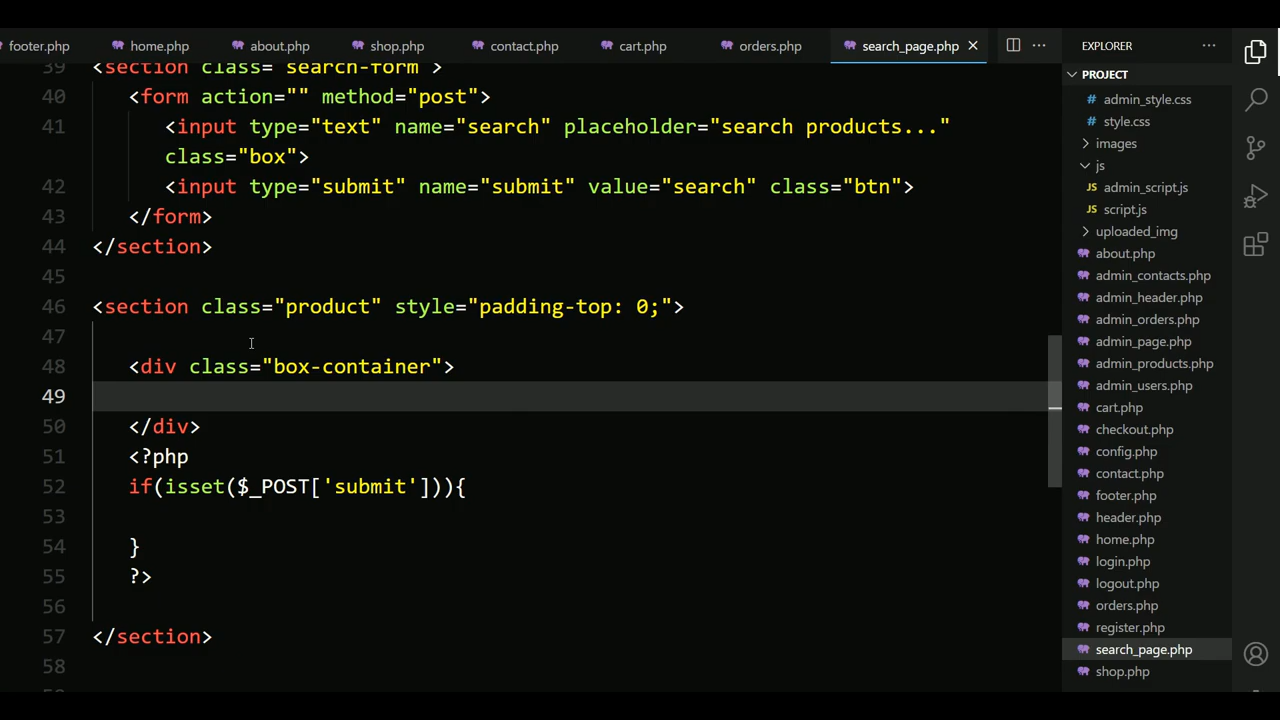 footer.php home.php about.php shop.php contact.php cart.php orders.php search_page.php
39 <section class="search-form">
40 <form action="" method="post">
41 <input type="text" name="search" placeholder="search products..."
class="box">
42 <input type="submit" name="submit" value="search" class="btn">
43 </form>
44 </section>
45
46 <section class="product" style="padding-top: 0;">
47
48 <div class="box-container">
49
50 </div>
51 <?php
52 if(isset($_POST['submit'])){
53
54 }
55 ?>
56
57 </section>
58
EXPLORER
PROJECT
# admin_style.css
# style.css
images
js
JS admin_script.js
JS script.js
uploaded_img
about.php
admin_contacts.php
admin_header.php
admin_orders.php
admin_page.php
admin_products.php
admin_users.php
cart.php
checkout.php
config.php
contact.php
footer.php
header.php
home.php
login.php
logout.php
orders.php
register.php
search_page.php
shop.php